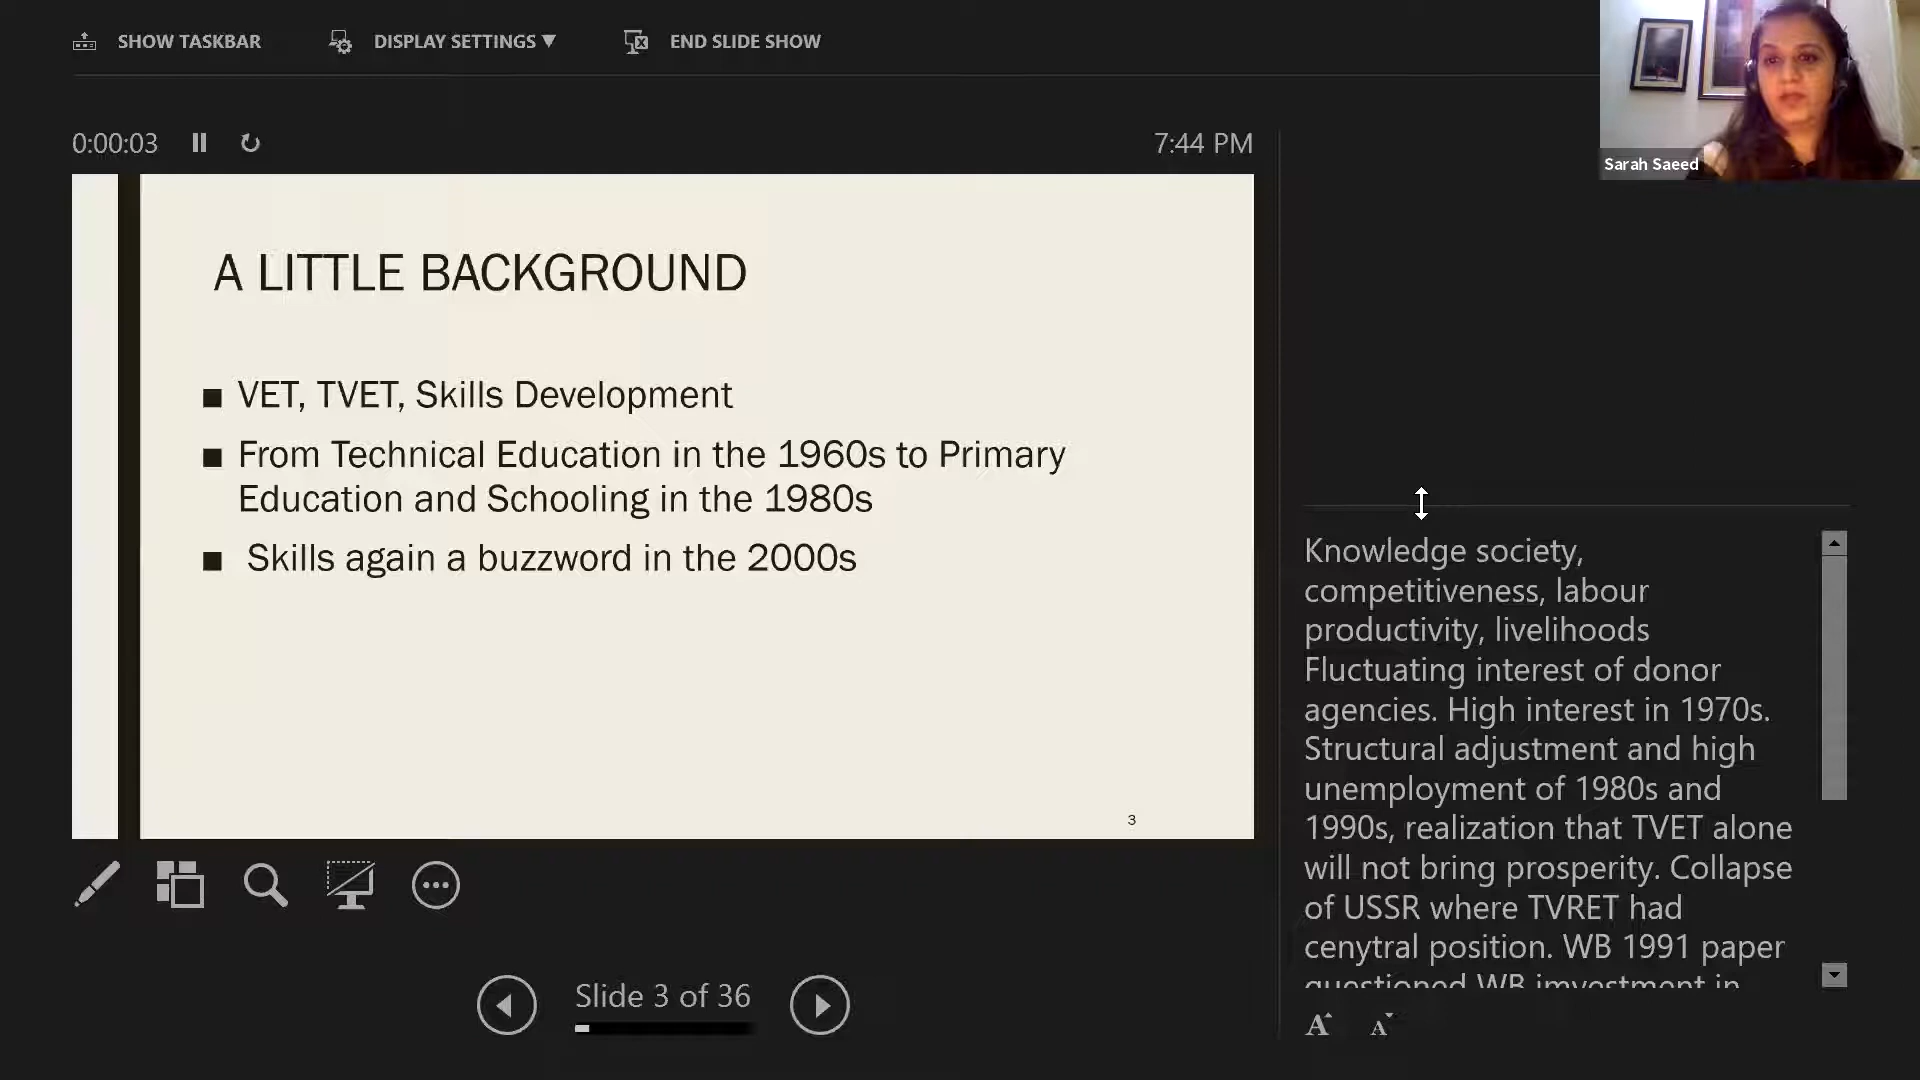 SHOW TASKBAR
DISPLAY SETTINGS ▼
END SLIDE SHOW
Sarah Saeed
0:00:03
7:44 PM
A LITTLE BACKGROUND
■ VET, TVET, Skills Development
■ From Technical Education in the 1960s to Primary
Education and Schooling in the 1980s
■ Skills again a buzzword in the 2000s
3
Slide 3 of 36
Knowledge society,
competitiveness, labour
productivity, livelihoods
Fluctuating interest of donor
agencies. High interest in 1970s.
Structural adjustment and high
unemployment of 1980s and
1990s, realization that TVET alone
will not bring prosperity. Collapse
of USSR where TVRET had
cenytral position. WB 1991 paper
questioned WB imvestment in
A A